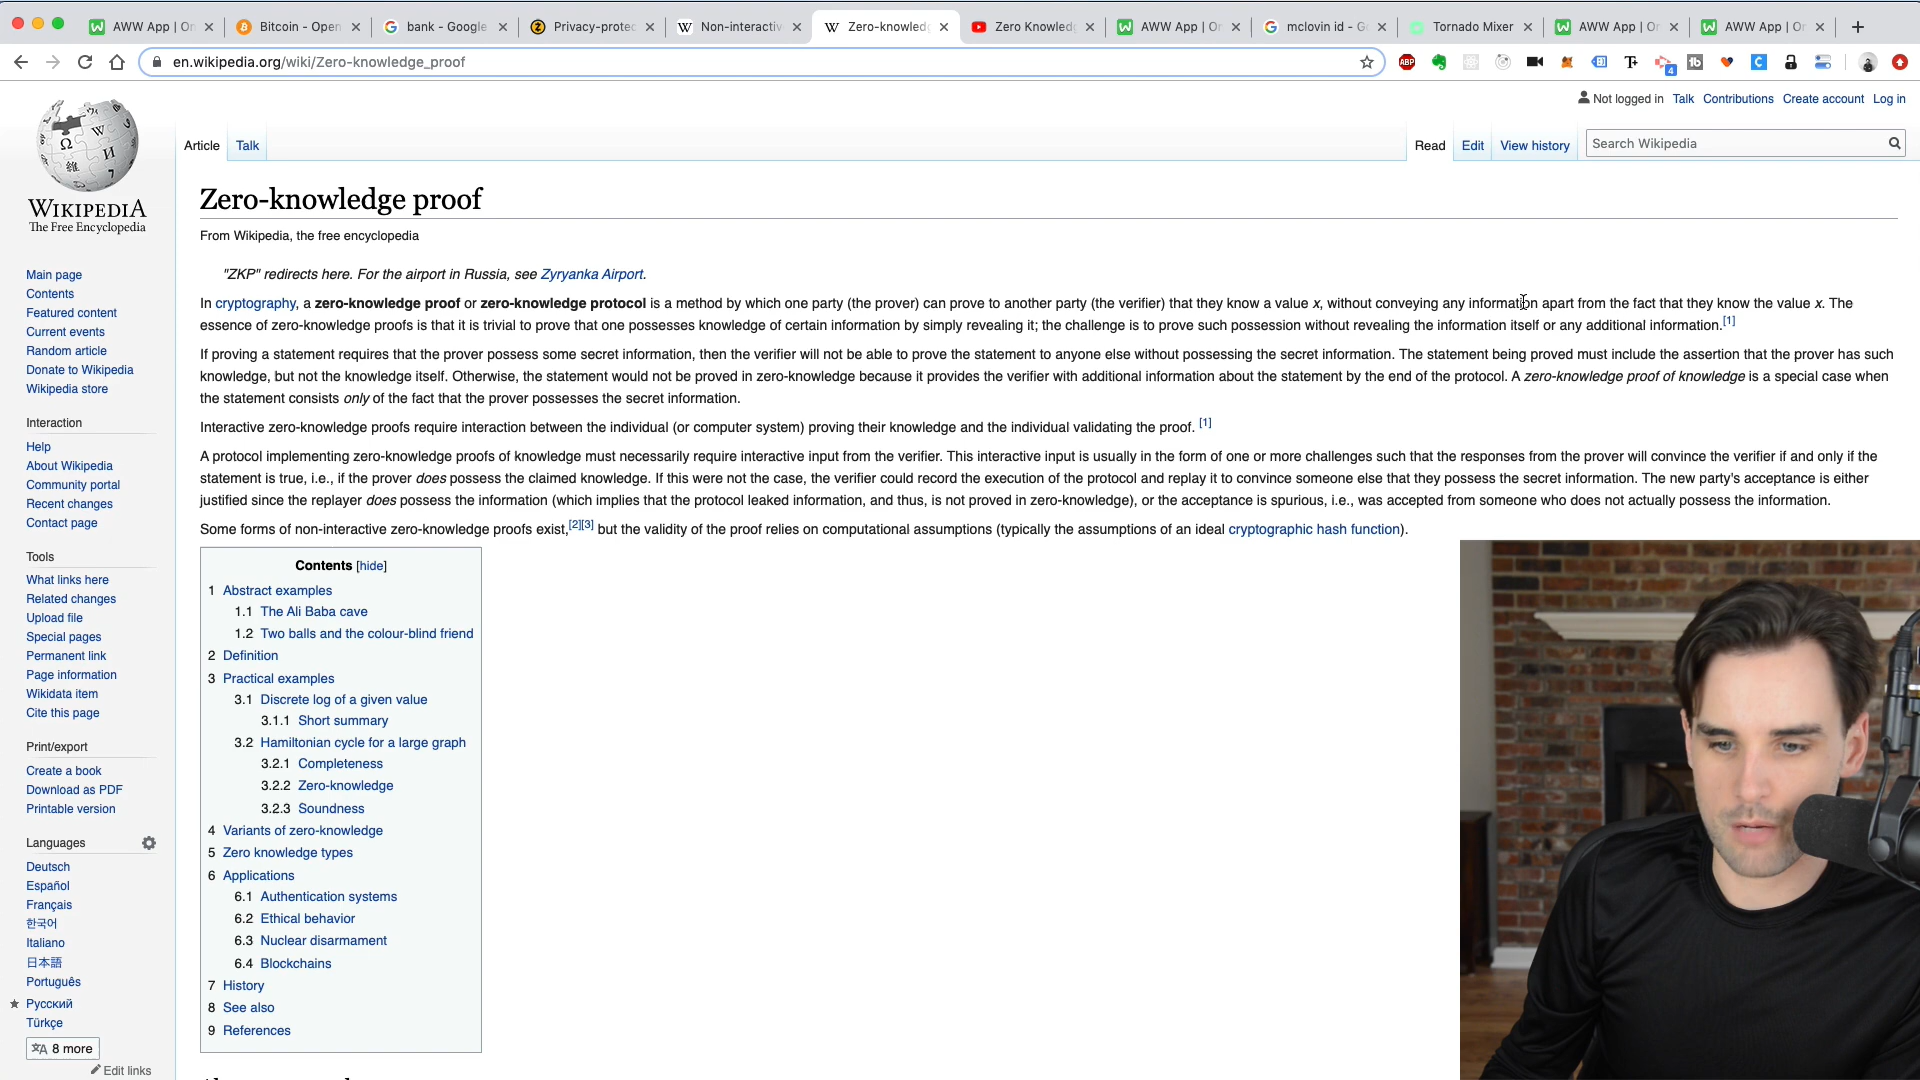 AWW App | On
Bitcoin - Open
bank - Google
Privacy-protec
Non-interactiv
Zero-knowledg
Zero Knowledg
AWW App | On
mclovin id - Go
Tornado Mixer
AWW App | On
AWW App | On
en.wikipedia.org/wiki/Zero-knowledge_proof
ABP
4
Not logged in Talk Contributions Create account Log in
Article Talk
Read Edit View history Search Wikipedia
WIKIPEDIA
The Free Encyclopedia
Main page
Contents
Featured content
Current events
Random article
Donate to Wikipedia
Wikipedia store
Interaction
Help
About Wikipedia
Community portal
Recent changes
Contact page
Tools
What links here
Related changes
Upload file
Special pages
Permanent link
Page information
Wikidata item
Cite this page
Print/export
Create a book
Download as PDF
Printable version
Languages
Deutsch
Español
Français
한국어
Italiano
日本語
Português
Русский
Türkçe
8 more
Edit links
Zero-knowledge proof
From Wikipedia, the free encyclopedia
"ZKP" redirects here. For the airport in Russia, see Zyryanka Airport.
In cryptography, a zero-knowledge proof or zero-knowledge protocol is a method by which one party (the prover) can prove to another party (the verifier) that they know a value x, without conveying any information apart from the fact that they know the value x. The
essence of zero-knowledge proofs is that it is trivial to prove that one possesses knowledge of certain information by simply revealing it; the challenge is to prove such possession without revealing the information itself or any additional information.[1]
If proving a statement requires that the prover possess some secret information, then the verifier will not be able to prove the statement to anyone else without possessing the secret information. The statement being proved must include the assertion that the prover has such
knowledge, but not the knowledge itself. Otherwise, the statement would not be proved in zero-knowledge because it provides the verifier with additional information about the statement by the end of the protocol. A zero-knowledge proof of knowledge is a special case when
the statement consists only of the fact that the prover possesses the secret information.
Interactive zero-knowledge proofs require interaction between the individual (or computer system) proving their knowledge and the individual validating the proof. [1]
A protocol implementing zero-knowledge proofs of knowledge must necessarily require interactive input from the verifier. This interactive input is usually in the form of one or more challenges such that the responses from the prover will convince the verifier if and only if the
statement is true, i.e., if the prover does possess the claimed knowledge. If this were not the case, the verifier could record the execution of the protocol and replay it to convince someone else that they possess the secret information. The new party's acceptance is either
justified since the replayer does possess the information (which implies that the protocol leaked information, and thus, is not proved in zero-knowledge), or the acceptance is spurious, i.e., was accepted from someone who does not actually possess the information.
Some forms of non-interactive zero-knowledge proofs exist,[2][3] but the validity of the proof relies on computational assumptions (typically the assumptions of an ideal cryptographic hash function).
Contents [hide]
1 Abstract examples
1.1 The Ali Baba cave
1.2 Two balls and the colour-blind friend
2 Definition
3 Practical examples
3.1 Discrete log of a given value
3.1.1 Short summary
3.2 Hamiltonian cycle for a large graph
3.2.1 Completeness
3.2.2 Zero-knowledge
3.2.3 Soundness
4 Variants of zero-knowledge
5 Zero knowledge types
6 Applications
6.1 Authentication systems
6.2 Ethical behavior
6.3 Nuclear disarmament
6.4 Blockchains
7 History
8 See also
9 References